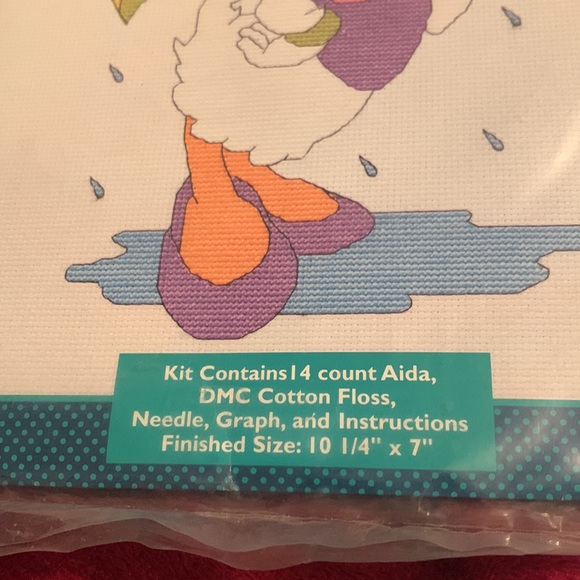 Kit Contains14 count Aida,
DMC Cotton Floss,
Needle, Graph, and Instructions
Finished Size: 10 1/4" x 7"